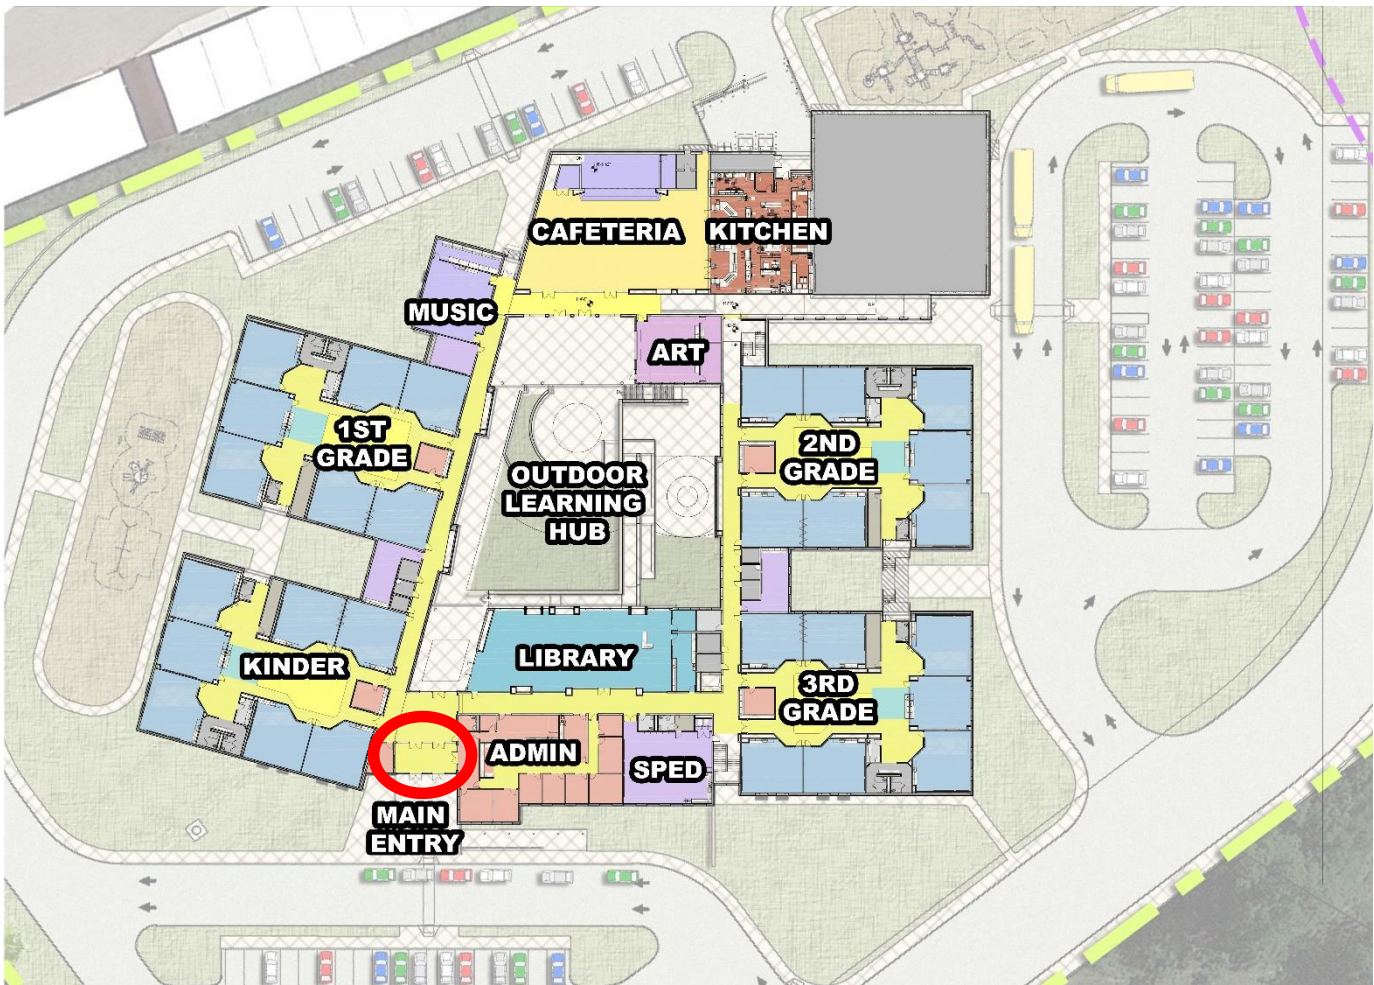 CAFETERIA
KITCHEN
MUSIC
ART
1ST
GRADE
2ND
GRADE
OUTDOOR
LEARNING
HUB
KINDER
LIBRARY
3RD
GRADE
ADMIN
SPED
MAIN
ENTRY